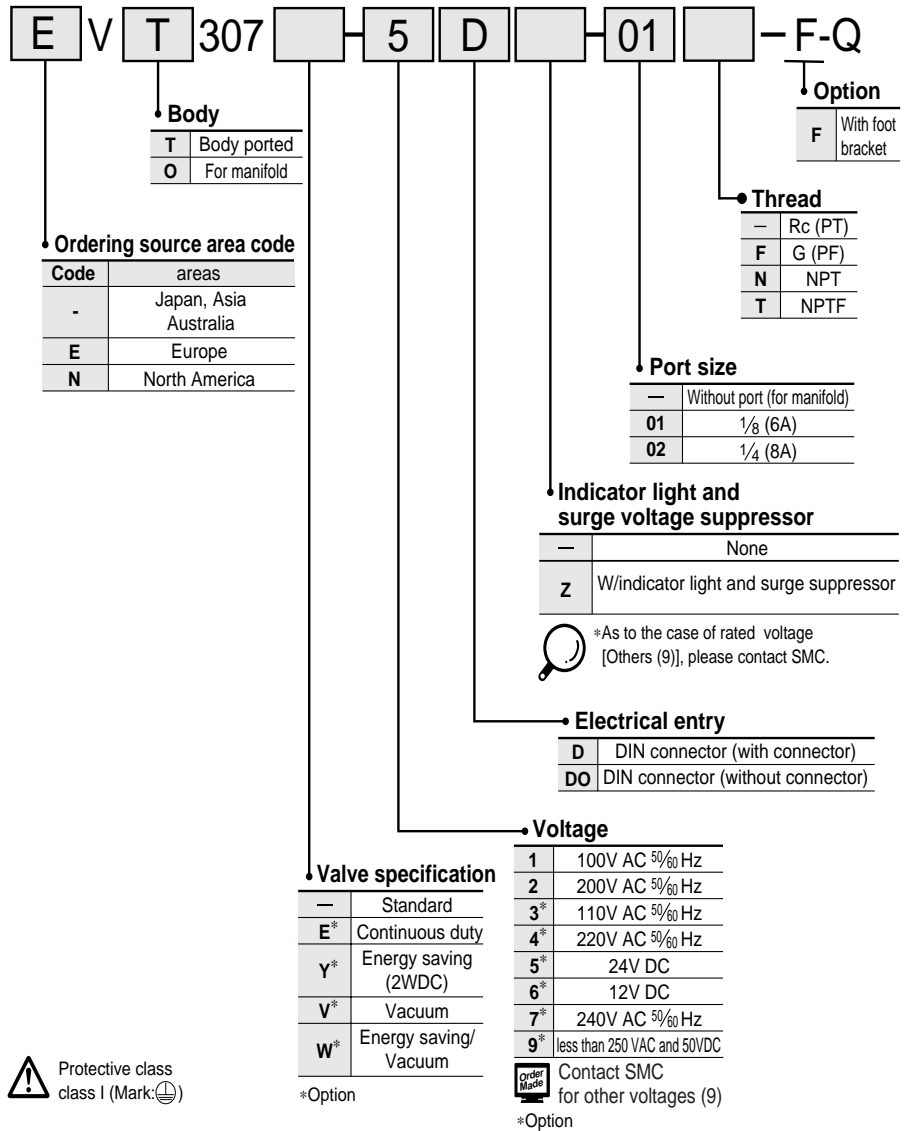 E V T 307 - 5 D - 01 - F-Q
Option
F With foot bracket
Body
T Body ported
O For manifold
Thread
– Rc (PT)
F G (PF)
N NPT
T NPTF
Ordering source area code
Code areas
- Japan, Asia Australia
E Europe
N North America
Port size
— Without port (for manifold)
01 1/8 (6A)
02 1/4 (8A)
Indicator light and
surge voltage suppressor
— None
Z W/indicator light and surge suppressor
*As to the case of rated voltage
[Others (9)], please contact SMC.
Electrical entry
D DIN connector (with connector)
DO DIN connector (without connector)
Voltage
1 100V AC 50/60 Hz
2 200V AC 50/60 Hz
3* 110V AC 50/60 Hz
4* 220V AC 50/60 Hz
5* 24V DC
6* 12V DC
7* 240V AC 50/60 Hz
9* less than 250 VAC and 50VDC
Order Made
Contact SMC
for other voltages (9)
*Option
Valve specification
— Standard
E* Continuous duty
Y* Energy saving (2WDC)
V* Vacuum
W* Energy saving/ Vacuum
*Option
Protective class
class I (Mark:⏚)